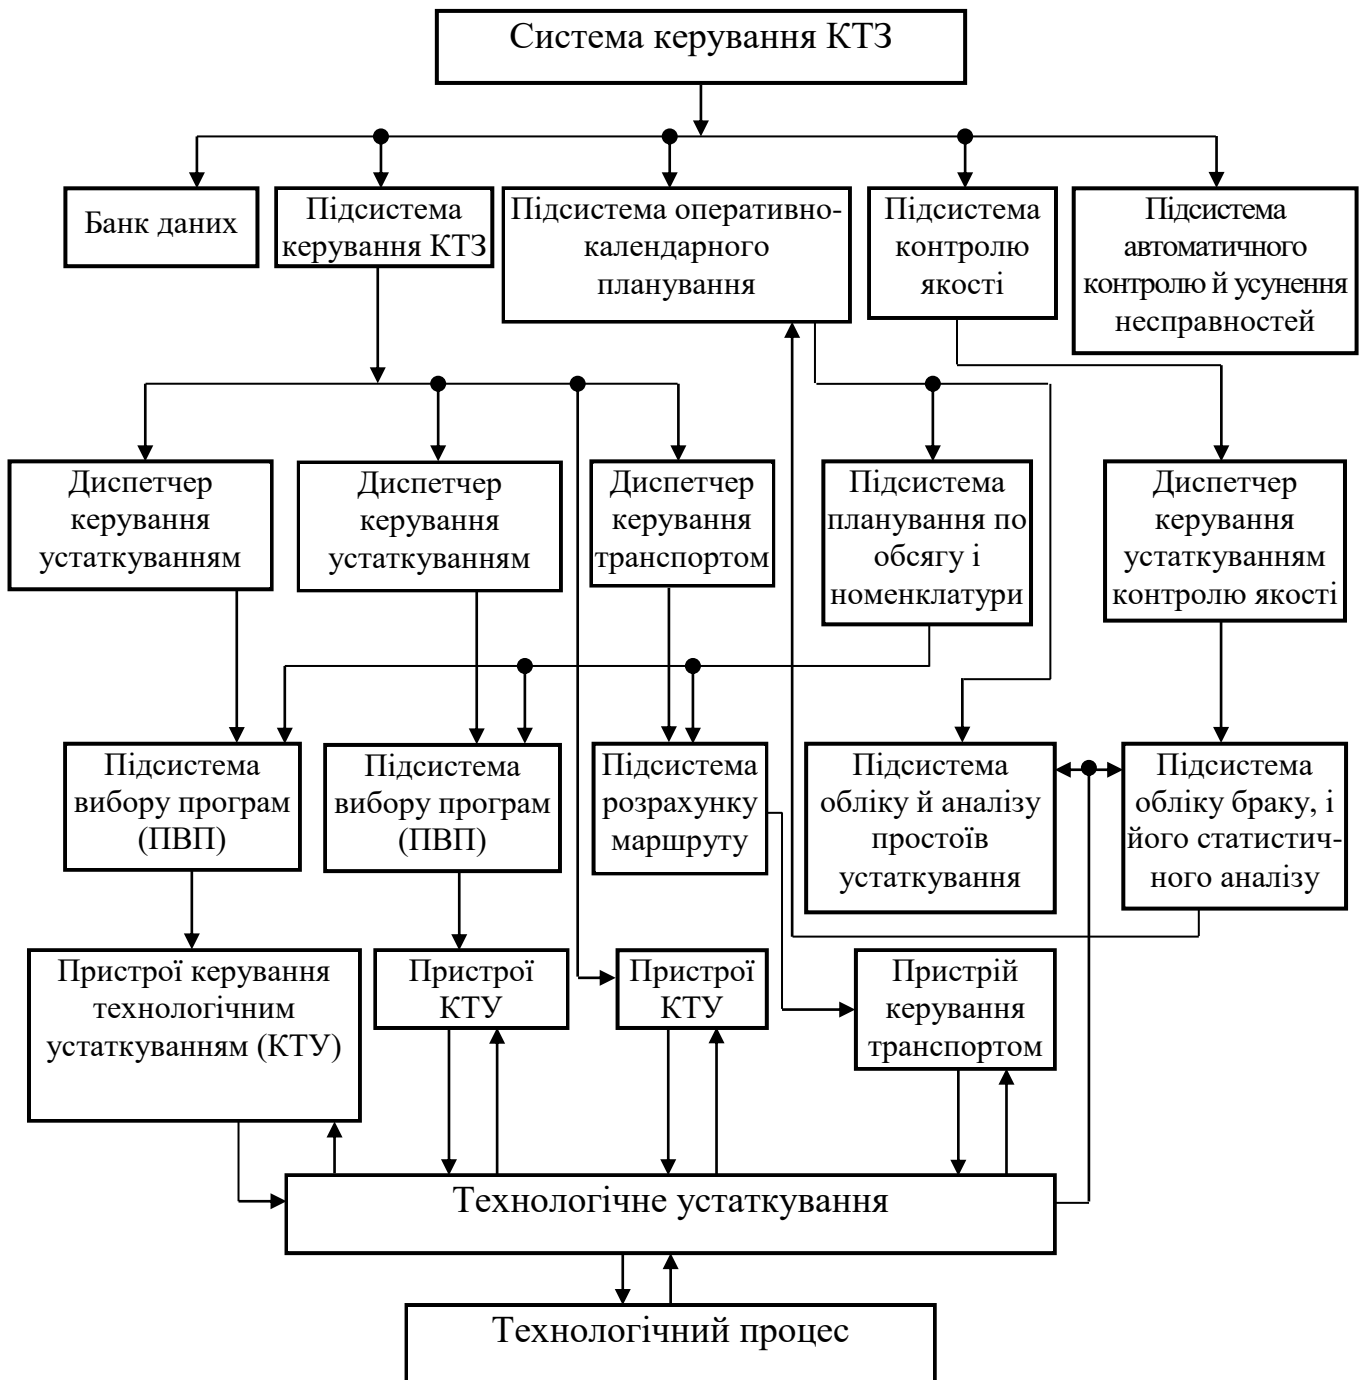 Система керування КТЗ
Банк даних
Підсистема
керування КТЗ
Підсистема оперативно-
календарного
планування
Підсистема
контролю
якості
Підсистема
автоматичного
контролю й усунення
несправностей
Диспетчер
керування
устаткуванням
Диспетчер
керування
устаткуванням
Диспетчер
керування
транспортом
Підсистема
планування по
обсягу і
номенклатури
Диспетчер
керування
устаткуванням
контролю якості
Підсистема
вибору програм
(ПВП)
Підсистема
вибору програм
(ПВП)
Підсистема
розрахунку
маршруту
Підсистема
обліку й аналізу
простоїв
устаткування
Підсистема
обліку браку, і
його статистич-
ного аналізу
Пристрої керування
технологічним
устаткуванням (КТУ)
Пристрої
КТУ
Пристрої
КТУ
Пристрій
керування
транспортом
Технологічне устаткування
Технологічний процес